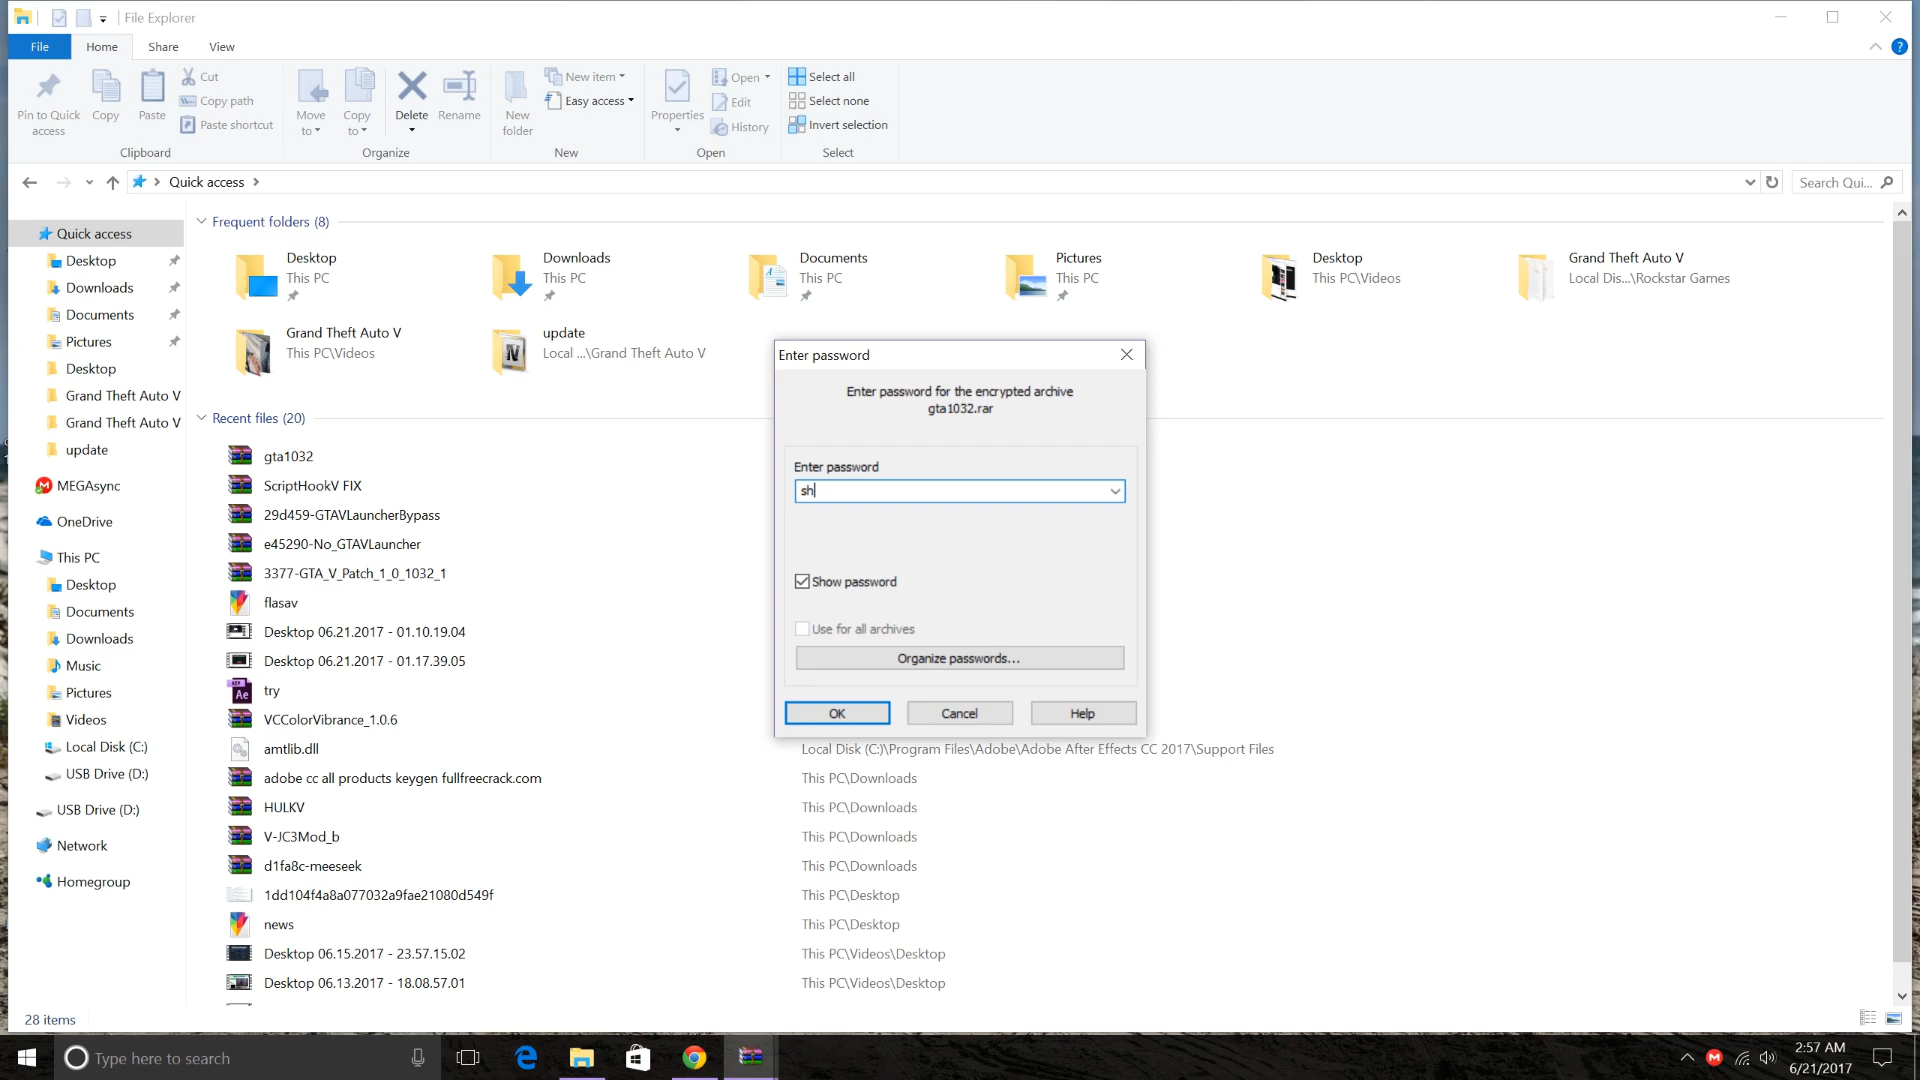 File Explorer
File
Home
Share
View
Pin to Quick access
Copy
Paste
Cut
Copy path
Paste shortcut
Clipboard
Move to
Copy to
Delete
Rename
Organize
New folder
New item
Easy access
New
Properties
Open
Edit
History
Open
Select all
Select none
Invert selection
Select
Quick access
Search Qui...
Quick access
Desktop
Downloads
Documents
Pictures
Desktop
Grand Theft Auto V
Grand Theft Auto V
update
MEGAsync
OneDrive
This PC
Desktop
Documents
Downloads
Music
Pictures
Videos
Local Disk (C:)
USB Drive (D:)
USB Drive (D:)
Network
Homegroup
Frequent folders (8)
Desktop
This PC
Downloads
This PC
Documents
This PC
Pictures
This PC
Desktop
This PC\Videos
Grand Theft Auto V
Local Dis...\Rockstar Games
Grand Theft Auto V
This PC\Videos
update
Local ...\Grand Theft Auto V
Recent files (20)
gta1032
ScriptHookV FIX
29d459-GTAVLauncherBypass
e45290-No_GTAVLauncher
3377-GTA_V_Patch_1_0_1032_1
flasav
Desktop 06.21.2017 - 01.10.19.04
Desktop 06.21.2017 - 01.17.39.05
try
VCColorVibrance_1.0.6
amtlib.dll
Local Disk (C:)\Program Files\Adobe\Adobe After Effects CC 2017\Support Files
adobe cc all products keygen fullfreecrack.com
This PC\Downloads
HULKV
This PC\Downloads
V-JC3Mod_b
This PC\Downloads
d1fa8c-meeseek
This PC\Downloads
1dd104f4a8a077032a9fae21080d549f
This PC\Desktop
news
This PC\Desktop
Desktop 06.15.2017 - 23.57.15.02
This PC\Videos\Desktop
Desktop 06.13.2017 - 18.08.57.01
This PC\Videos\Desktop
Enter password
Enter password for the encrypted archive
gta1032.rar
Enter password
sh
Show password
Use for all archives
Organize passwords...
OK
Cancel
Help
28 items
Type here to search
2:57 AM
6/21/2017